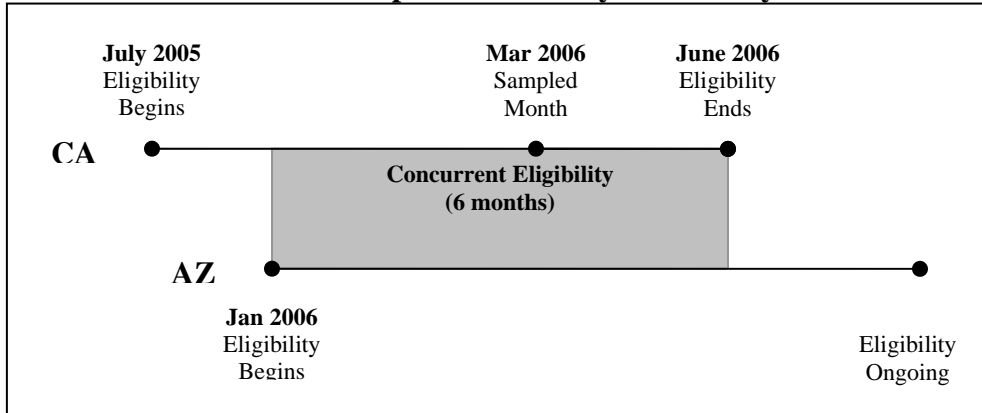 July 2005
Eligibility
Begins
Mar 2006
Sampled
Month
June 2006
Eligibility
Ends
CA
Concurrent Eligibility
(6 months)
AZ
Jan 2006
Eligibility
Begins
Eligibility
Ongoing